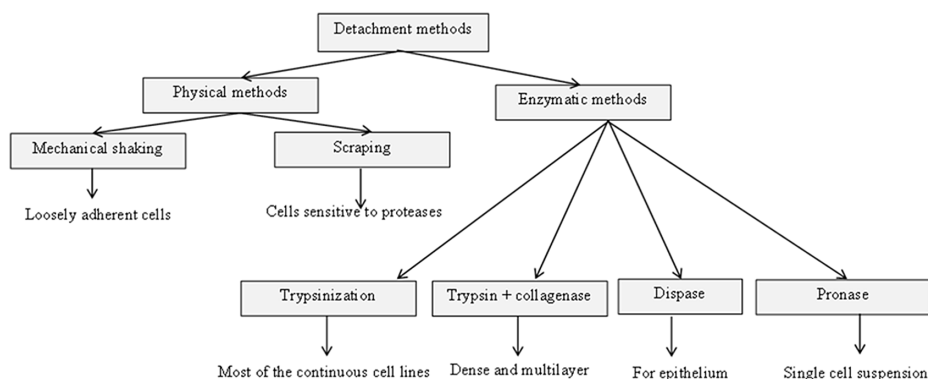 Detachment methods
Physical methods
Enzymatic methods
Mechanical shaking
Scraping
Loosely adherent cells
Cells sensitive to proteases
Trypsinization
Trypsin + collagenase
Dispase
Pronase
Most of the continuous cell lines
Dense and multilayer
For epithelium
Single cell suspension